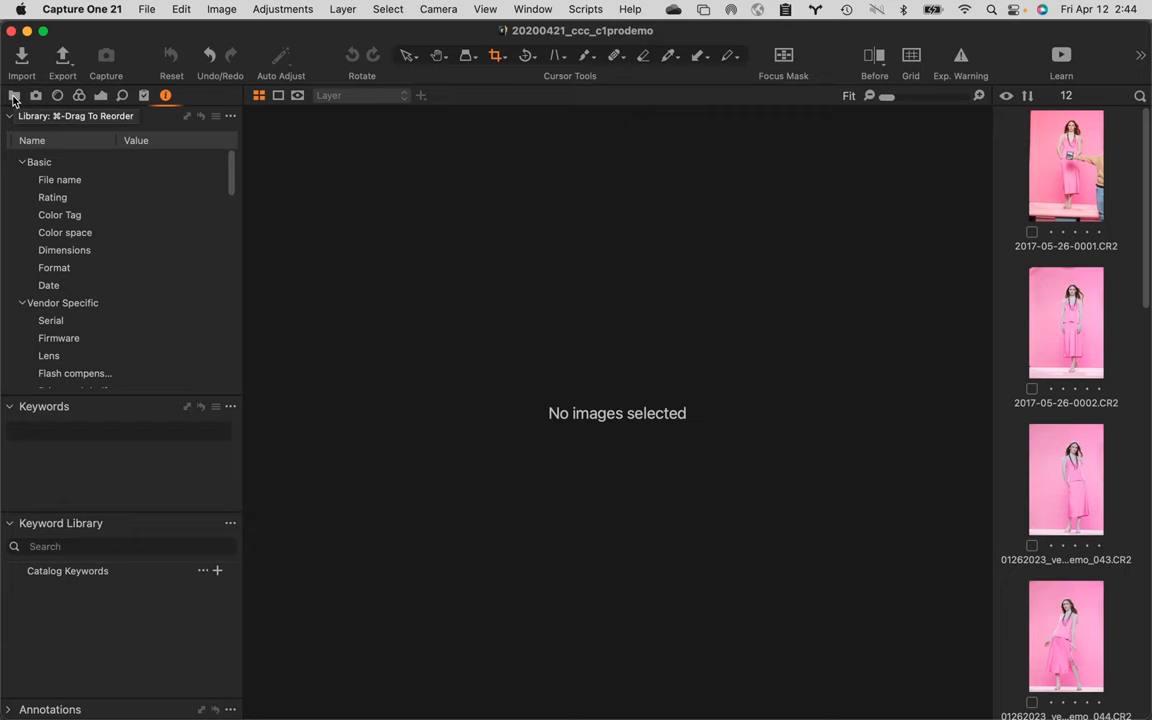 Capture One 21 File Edit Image Adjustments Layer Select Camera View Window Scripts Help Fri Apr 12 2:44
20200421_ccc_c1prodemo
Import Export Capture Reset Undo/Redo Auto Adjust Rotate Cursor Tools Focus Mask Before Grid Exp. Warning Learn
Layer Fit 12
Library: ⌘-Drag To Reorder
Name Value
Basic
File name
Rating
Color Tag
Color space
Dimensions
Format
Date
Vendor Specific
Serial
Firmware
Lens
Flash compens...
Keywords
Keyword Library
Search
Catalog Keywords
Annotations
No images selected
2017-05-26-0001.CR2
2017-05-26-0002.CR2
01262023_ve...emo_043.CR2
01262023_ve...emo_044.CR2